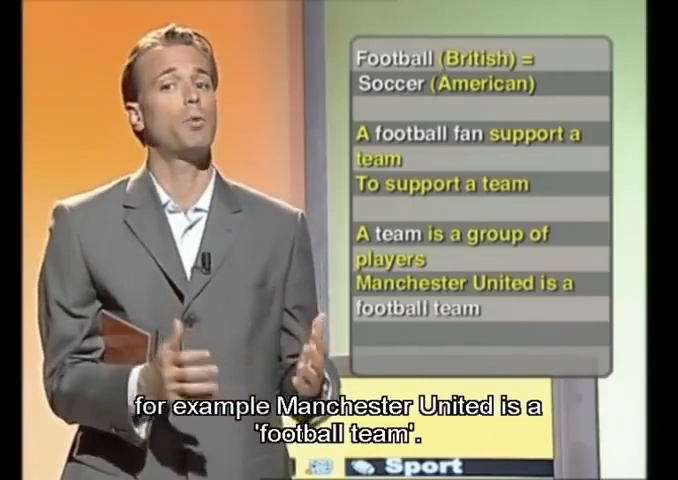 Football (British) =
Soccer (American)
A football fan support a
team
To support a team
A team is a group of
players
Manchester United is a
football team
for example Manchester United is a
'football team'.
Sport